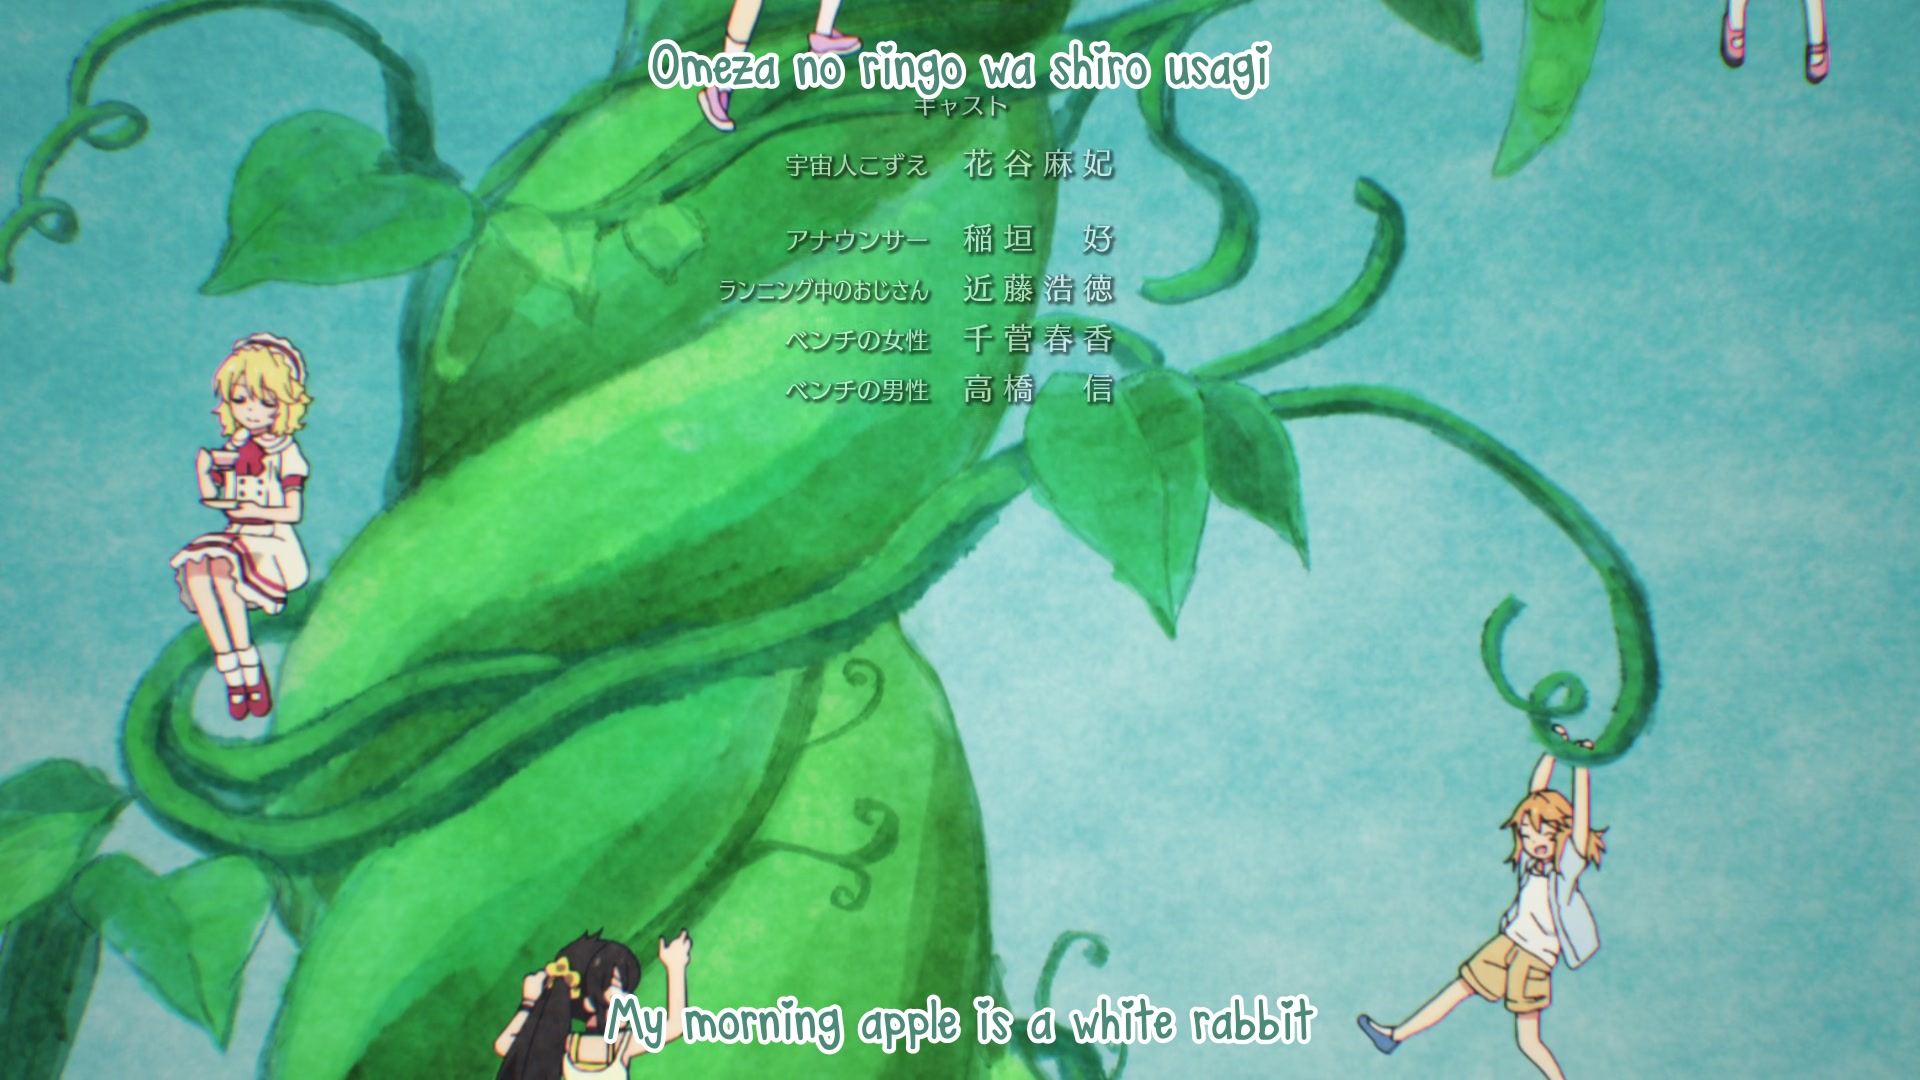 Omeza no ringo wa shiro usagi
キャスト
宇宙人こずえ 花谷麻妃
アナウンサー 稲垣 好
ランニング中のおじさん 近藤浩徳
ベンチの女性 千菅春香
ベンチの男性 高橋 信
My morning apple is a white rabbit